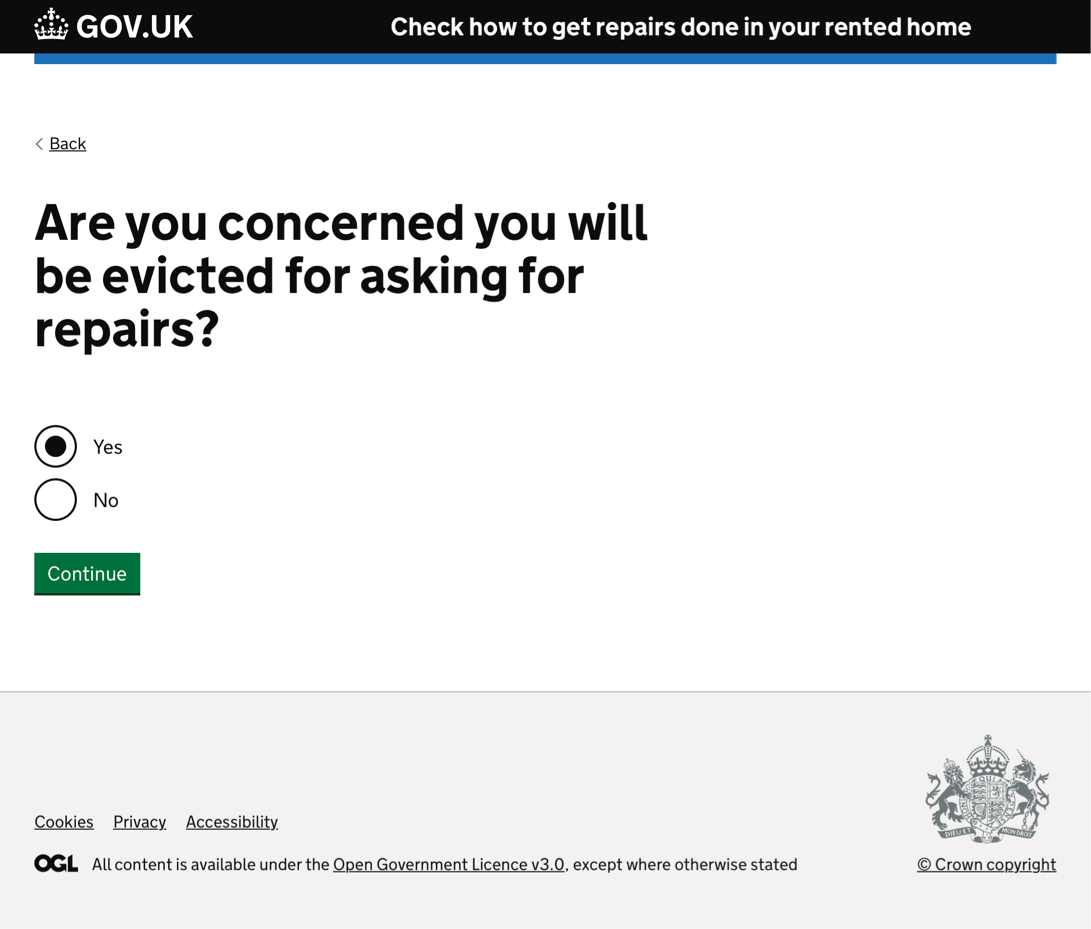 GOV.UK
Check how to get repairs done in your rented home
Back
Are you concerned you will
be evicted for asking for
repairs?
Yes
No
Continue
Cookies Privacy Accessibility
OGL All content is available under the Open Government Licence v3.0, except where otherwise stated
DIEU ET MON DROIT
© Crown copyright